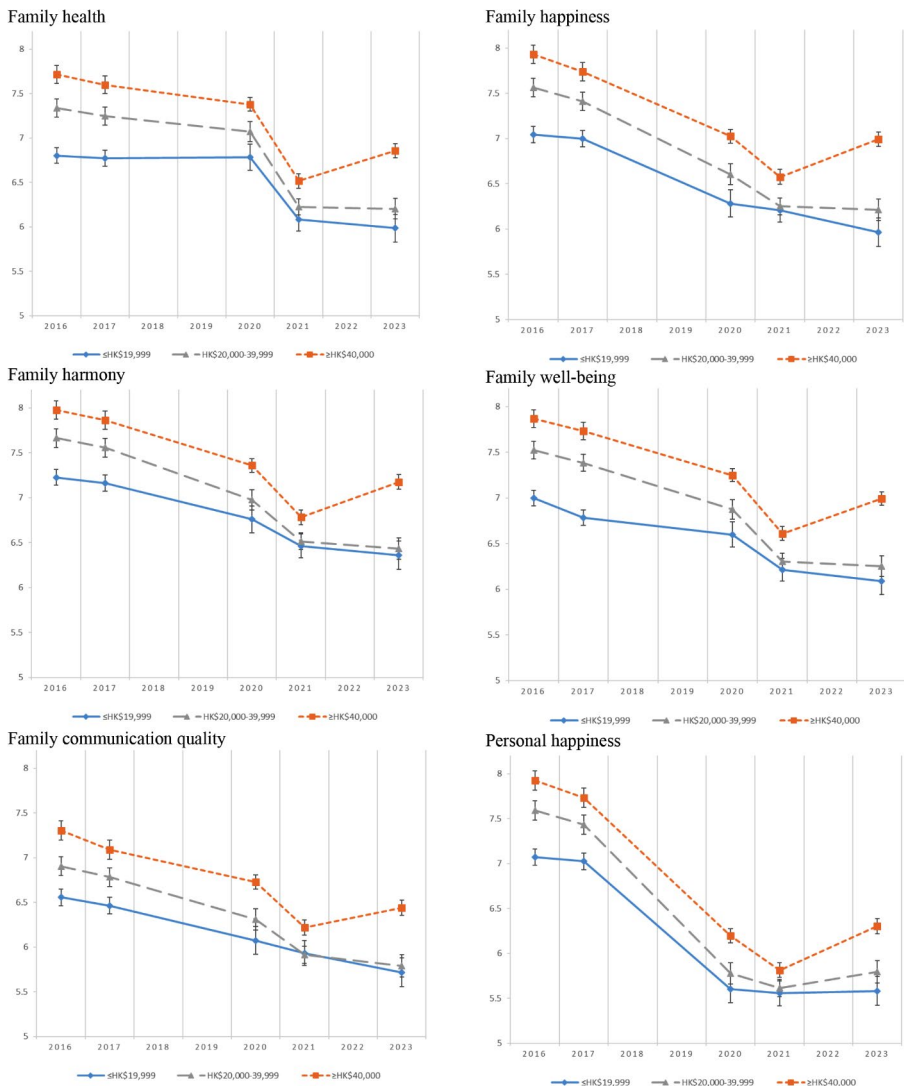 Family health
8
7.5
7
6.5
6
5.5
5
2016 2017 2018 2019 2020 2021 2022 2023
≤HK$19,999 HK$20,000-39,999 ≥HK$40,000
Family happiness
8
7.5
7
6.5
6
5.5
5
2016 2017 2018 2019 2020 2021 2022 2023
≤HK$19,999 HK$20,000-39,999 ≥HK$40,000
Family harmony
8
7.5
7
6.5
6
5.5
5
2016 2017 2018 2019 2020 2021 2022 2023
≤HK$19,999 HK$20,000-39,999 ≥HK$40,000
Family well-being
8
7.5
7
6.5
6
5.5
5
2016 2017 2018 2019 2020 2021 2022 2023
≤HK$19,999 HK$20,000-39,999 ≥HK$40,000
Family communication quality
8
7.5
7
6.5
6
5.5
5
2016 2017 2018 2019 2020 2021 2022 2023
≤HK$19,999 HK$20,000-39,999 ≥HK$40,000
Personal happiness
8
7.5
7
6.5
6
5.5
5
2016 2017 2018 2019 2020 2021 2022 2023
≤HK$19,999 HK$20,000-39,999 ≥HK$40,000